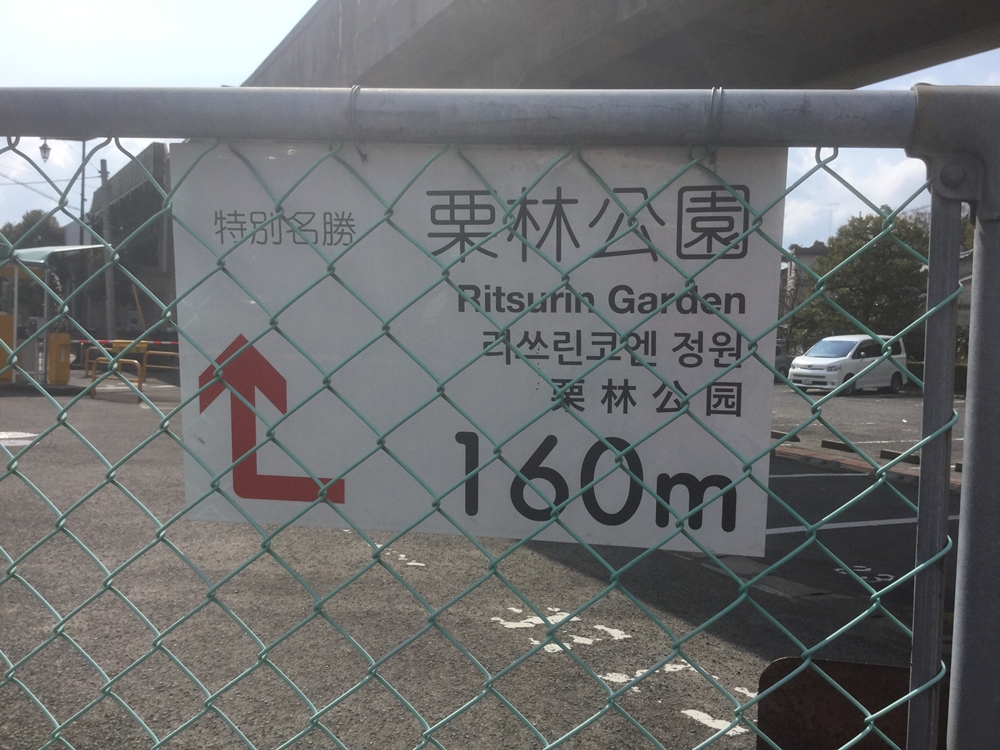 特別名勝
栗林公園
Ritsurin Garden
리쓰린코엔 정원
栗林公园
160m